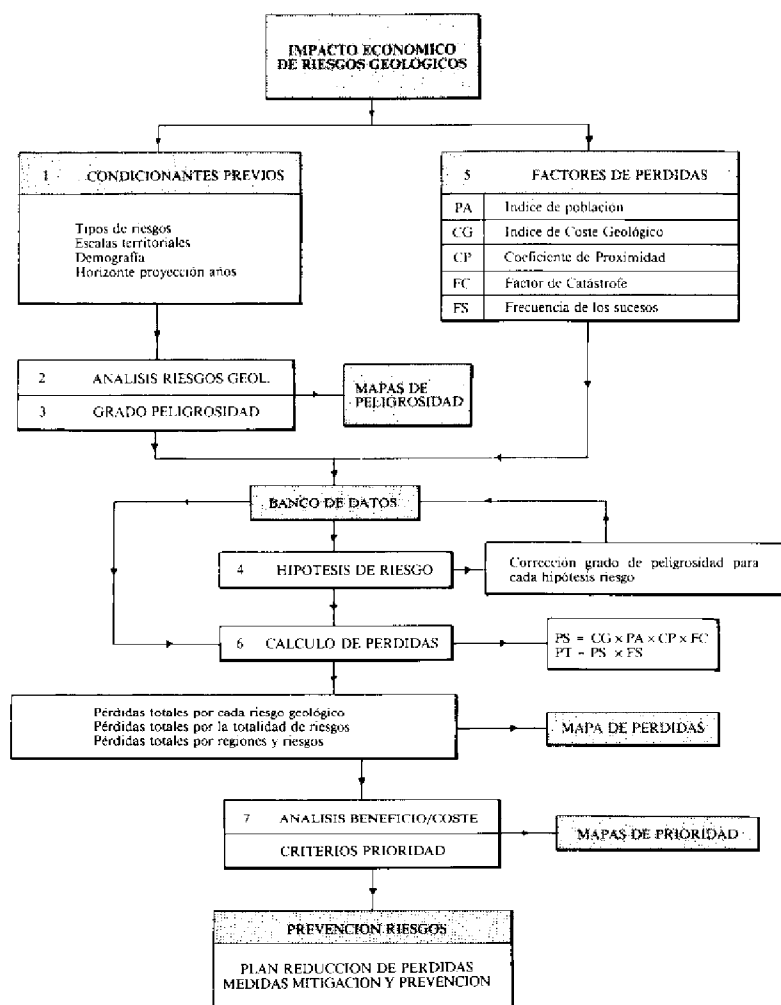 IMPACTO ECONOMICO
DE RIESGOS GEOLOGICOS
1 CONDICIONANTES PREVIOS
Tipos de riesgos
Escalas territoriales
Demografía
Horizonte proyección años
5 FACTORES DE PERDIDAS
PA Indice de población
CG Indice de Coste Geológico
CP Coeficiente de Proximidad
FC Factor de Catástrofe
FS Frecuencia de los sucesos
2 ANALISIS RIESGOS GEOL.
3 GRADO PELIGROSIDAD
MAPAS DE
PELIGROSIDAD
BANCO DE DATOS
4 HIPOTESIS DE RIESGO
Corrección grado de peligrosidad para
cada hipótesis riesgo
6 CALCULO DE PERDIDAS
PS = CG × PA × CP × FC
PT = PS × FS
Pérdidas totales por cada riesgo geológico
Pérdidas totales por la totalidad de riesgos
Pérdidas totales por regiones y riesgos
MAPA DE PERDIDAS
7 ANALISIS BENEFICIO/COSTE
CRITERIOS PRIORIDAD
MAPAS DE PRIORIDAD
PREVENCION RIESGOS
PLAN REDUCCION DE PERDIDAS
MEDIDAS MITIGACION Y PREVENCION